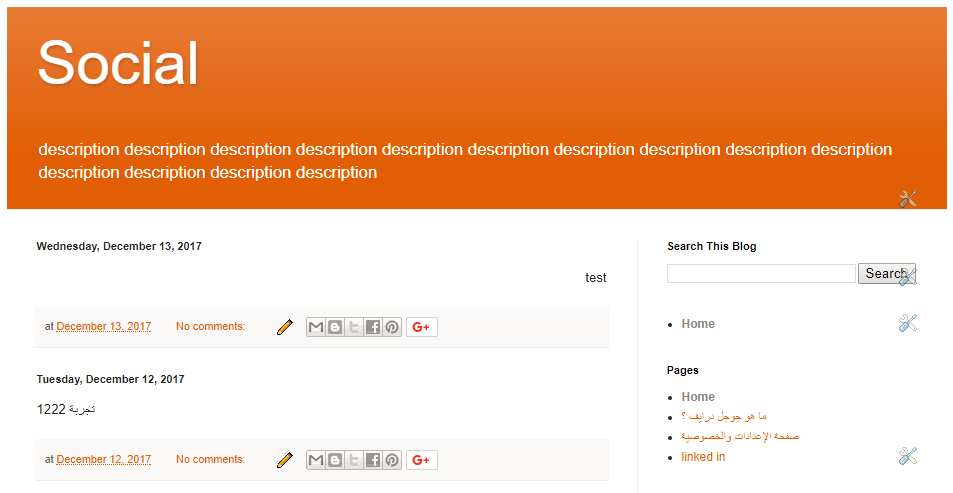 Social
description description description description description description description description description description
description description description description
Wednesday, December 13, 2017
test
at December 13, 2017 No comments:
G+
Tuesday, December 12, 2017
تجربة 1222
at December 12, 2017 No comments:
G+
Search This Blog
Search
Home
Pages
Home
ما هو جوجل درايف ؟
صفحة الإعدادات والخصوصية
linked in